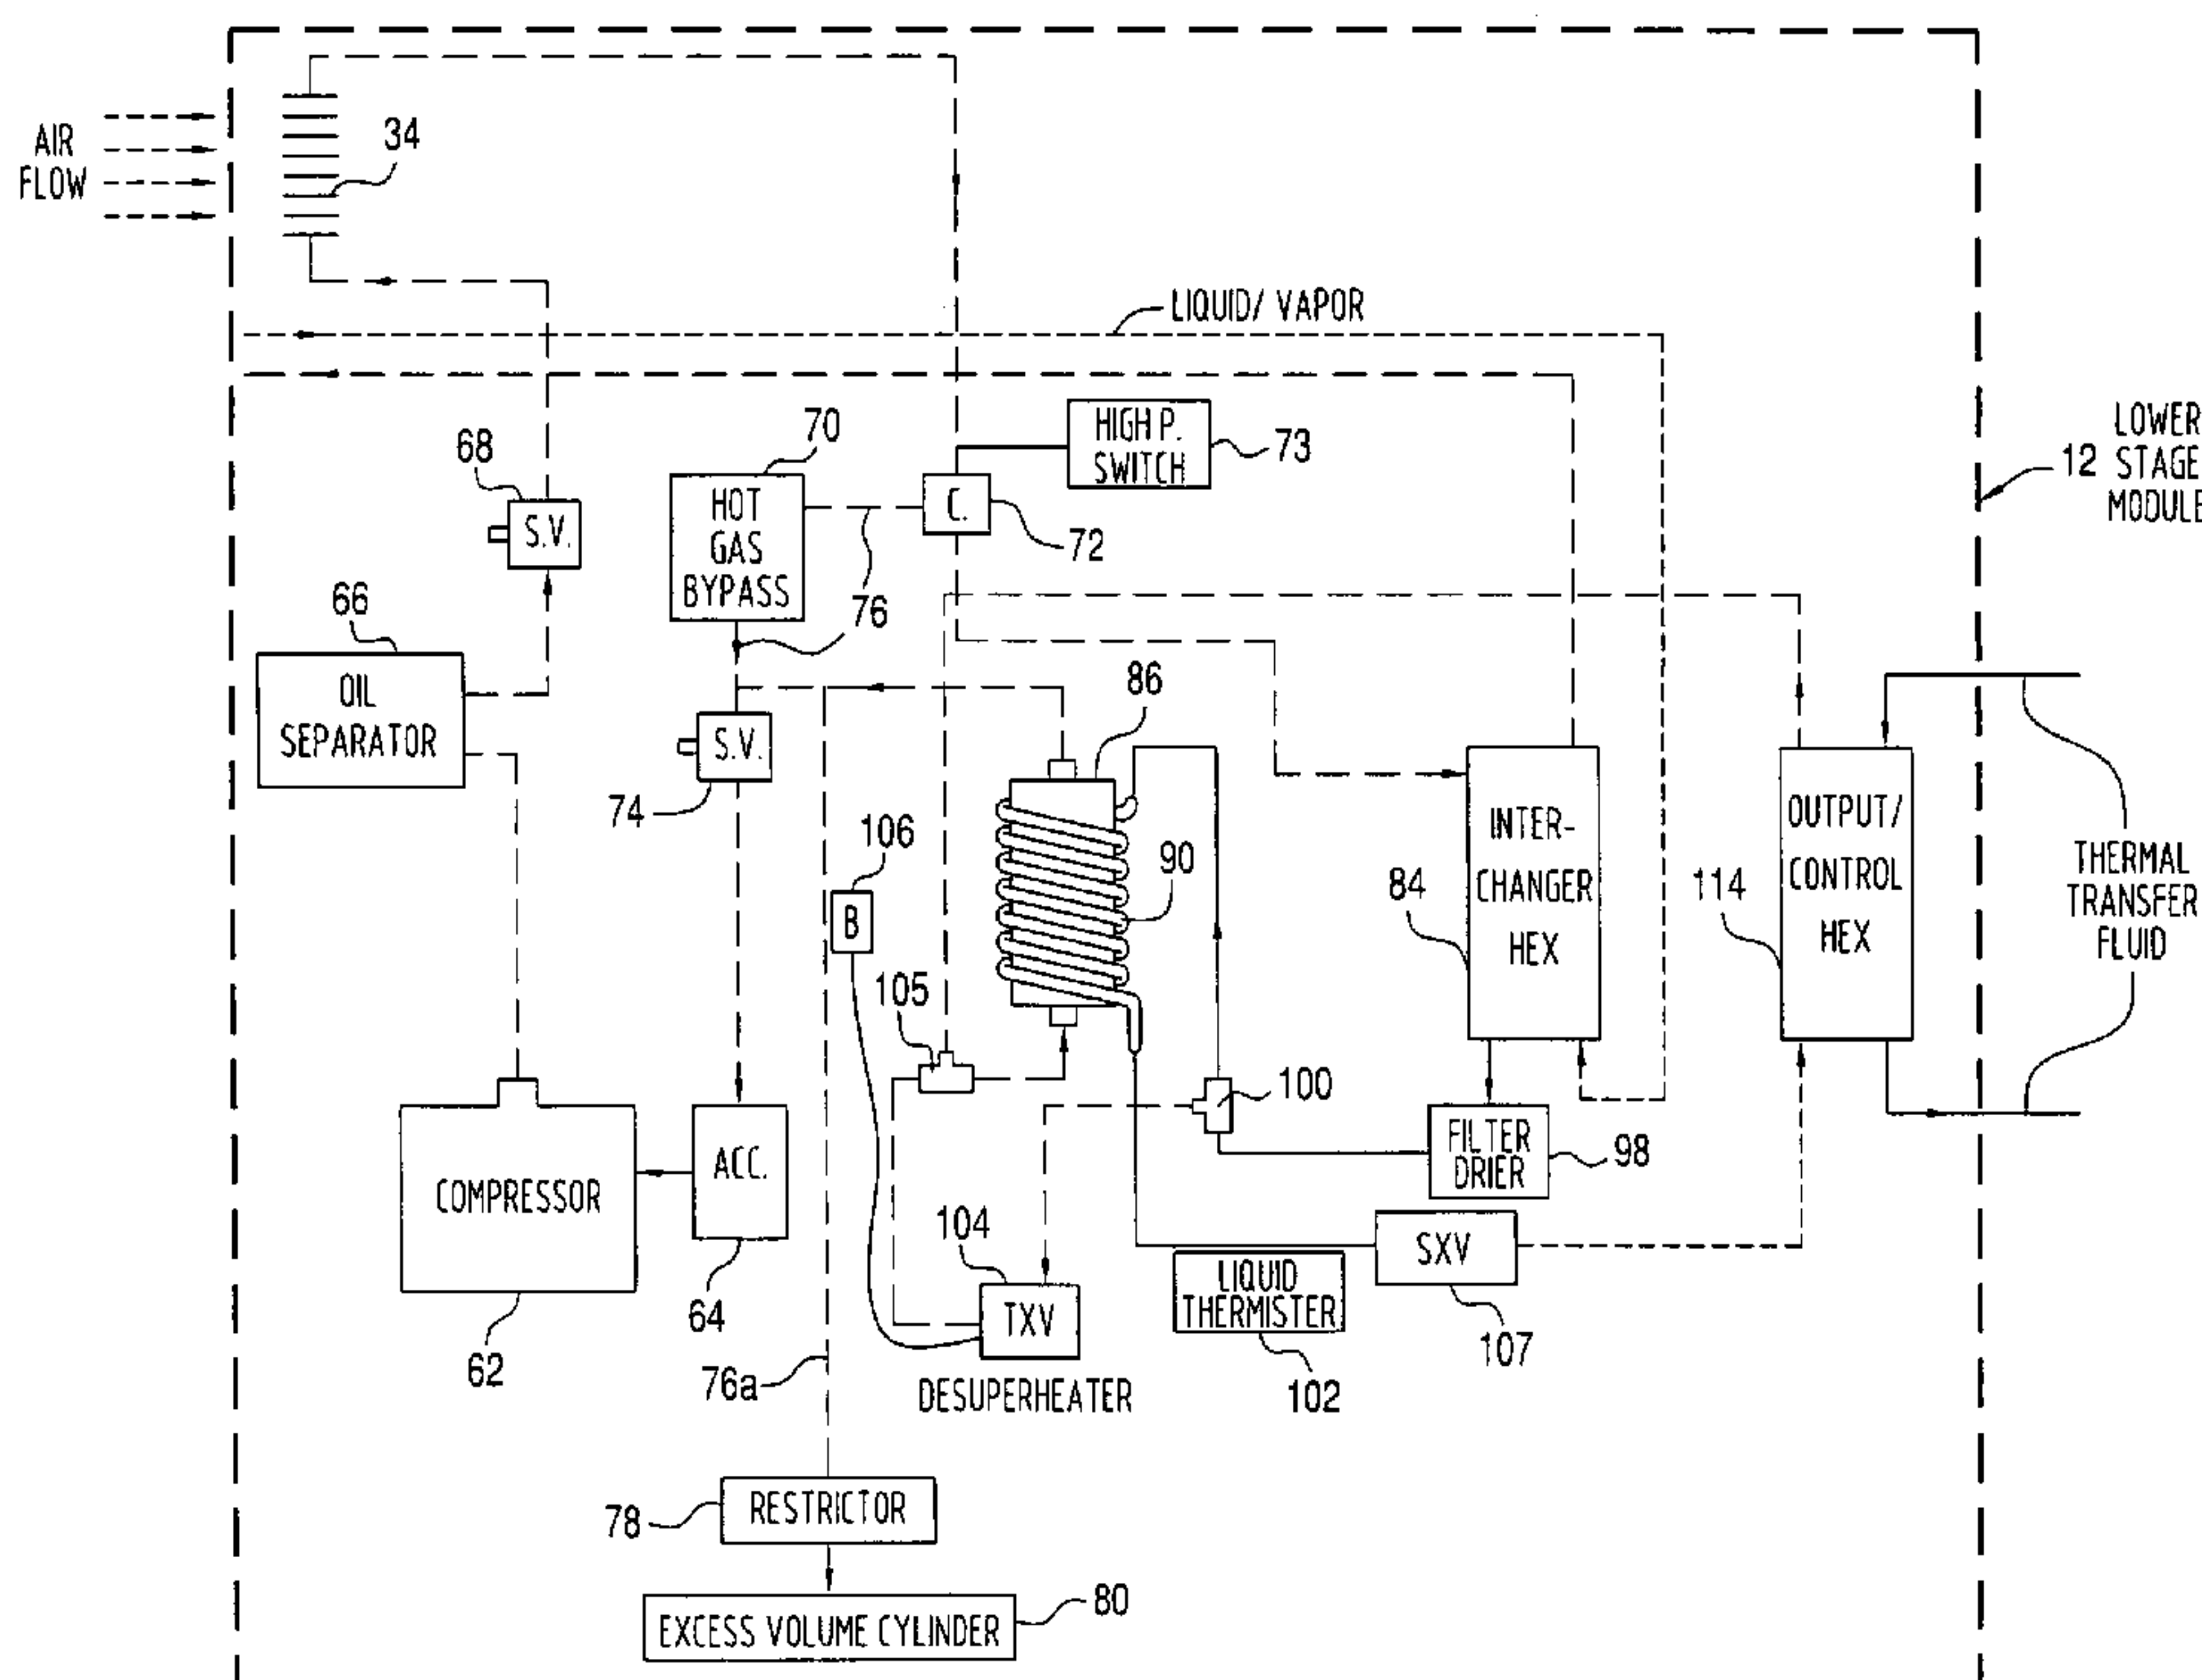 AIR
FLOW
34
LIQUID/ VAPOR
70
68
HIGH P.
SWITCH
73
LOWER
STAGE
MODULE
12
HOT
GAS
BYPASS
C.
72
S.V.
76
66
OIL
SEPARATOR
86
S.V.
74
106
B
90
INTER-
CHANGER
HEX
84
OUTPUT/
CONTROL
HEX
114
THERMAL
TRANSFER
FLUID
105
100
COMPRESSOR
ACC.
FILTER
DRIER
98
104
64
TXV
LIQUID
THERMISTER
SXV
62
107
76a
DESUPERHEATER
102
78
RESTRICTOR
80
EXCESS VOLUME CYLINDER